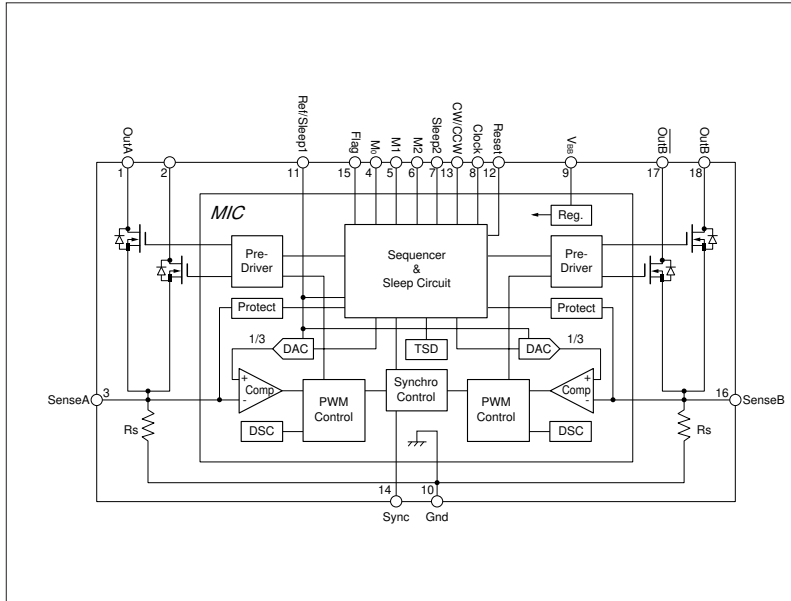 OutA
Ref/Sleep1
Flag
M0
M1
M2
Sleep2
CW/CCW
Clock
Reset
VBB
OutB
OutB
1
2
11
15
4
5
6
7
13
8
12
9
17
18
MIC
Reg.
Pre-
Driver
Sequencer
&
Sleep Circuit
Pre-
Driver
Protect
Protect
1/3
DAC
TSD
DAC
1/3
SenseA
3
+
-
Comp
PWM
Control
Synchro
Control
PWM
Control
+
-
Comp
16
SenseB
Rs
DSC
DSC
Rs
14
10
Sync
Gnd